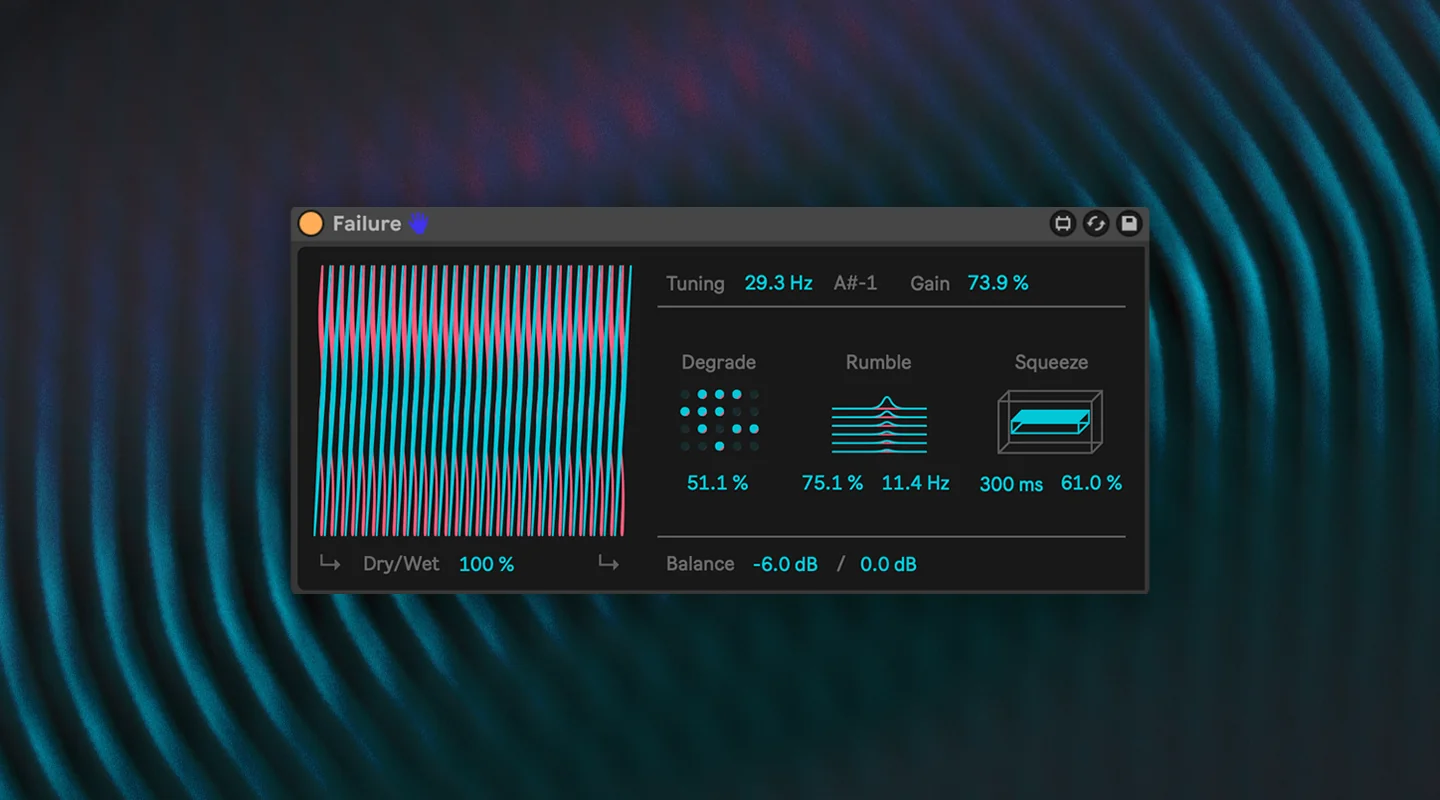 Failure
Tuning 29.3 Hz A#-1 Gain 73.9 %
Degrade Rumble Squeeze
51.1 % 75.1 % 11.4 Hz 300 ms 61.0 %
Dry/Wet 100 % Balance -6.0 dB / 0.0 dB